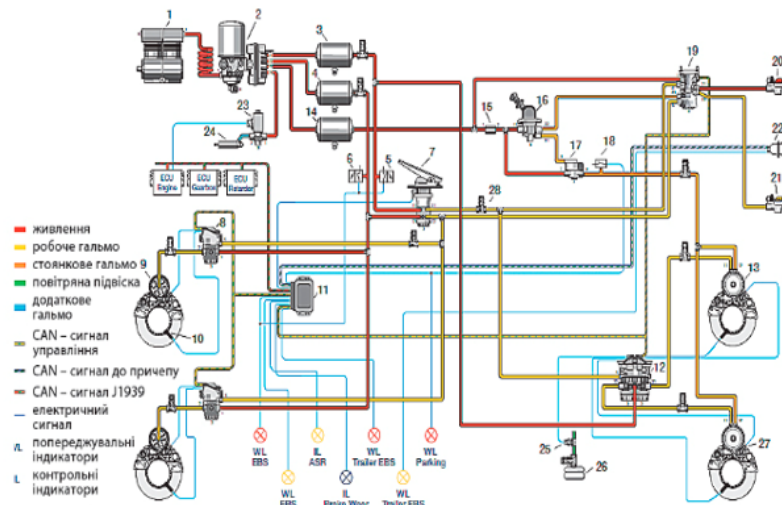 1
2
3
4
14
23
24
15
16
17
18
19
20
22
21
6
5
7
28
ECU
Engine
ECU
Gearbox
ECU
Retarder
8
9
10
11
12
13
25
26
27
живлення
робоче гальмо
стоянкове гальмо
повітряна підвіска
додаткове
гальмо
CAN – сигнал
управління
CAN – сигнал до причепу
CAN – сигнал J1939
електричний
сигнал
попереджувальні
індикатори
контрольні
індикатори
WL
EBS
IL
ASR
WL
Trailer EBS
WL
Parking
WL
EBS
IL
WL
Trailer EBS